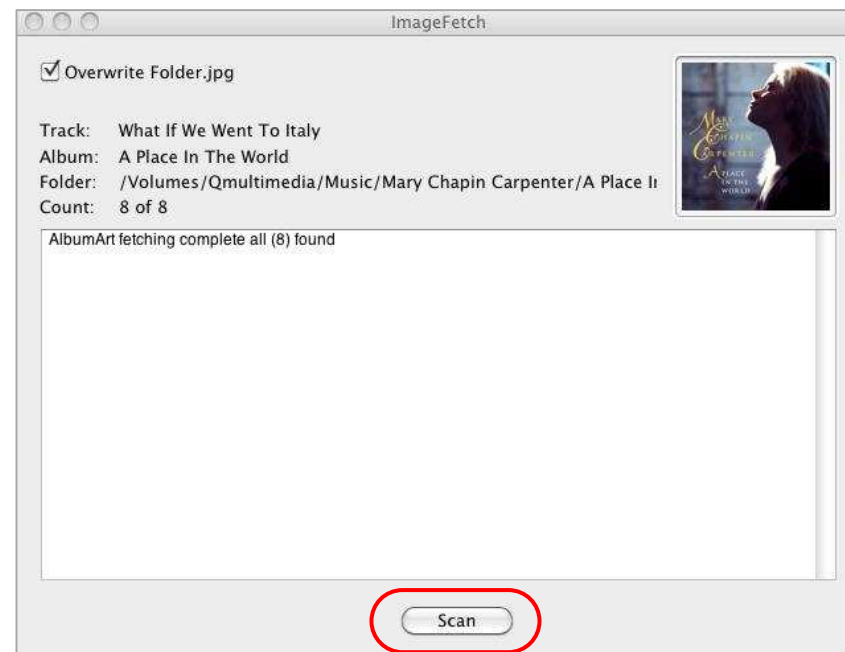 ImageFetch
Overwrite Folder.jpg
Track: What If We Went To Italy
Album: A Place In The World
Folder: /Volumes/Qmultimedia/Music/Mary Chapin Carpenter/A Place Ir
Count: 8 of 8
MARY
CHAPIN
CARPENTER
A PLACE
IN THE
WORLD
AlbumArt fetching complete all (8) found
Scan